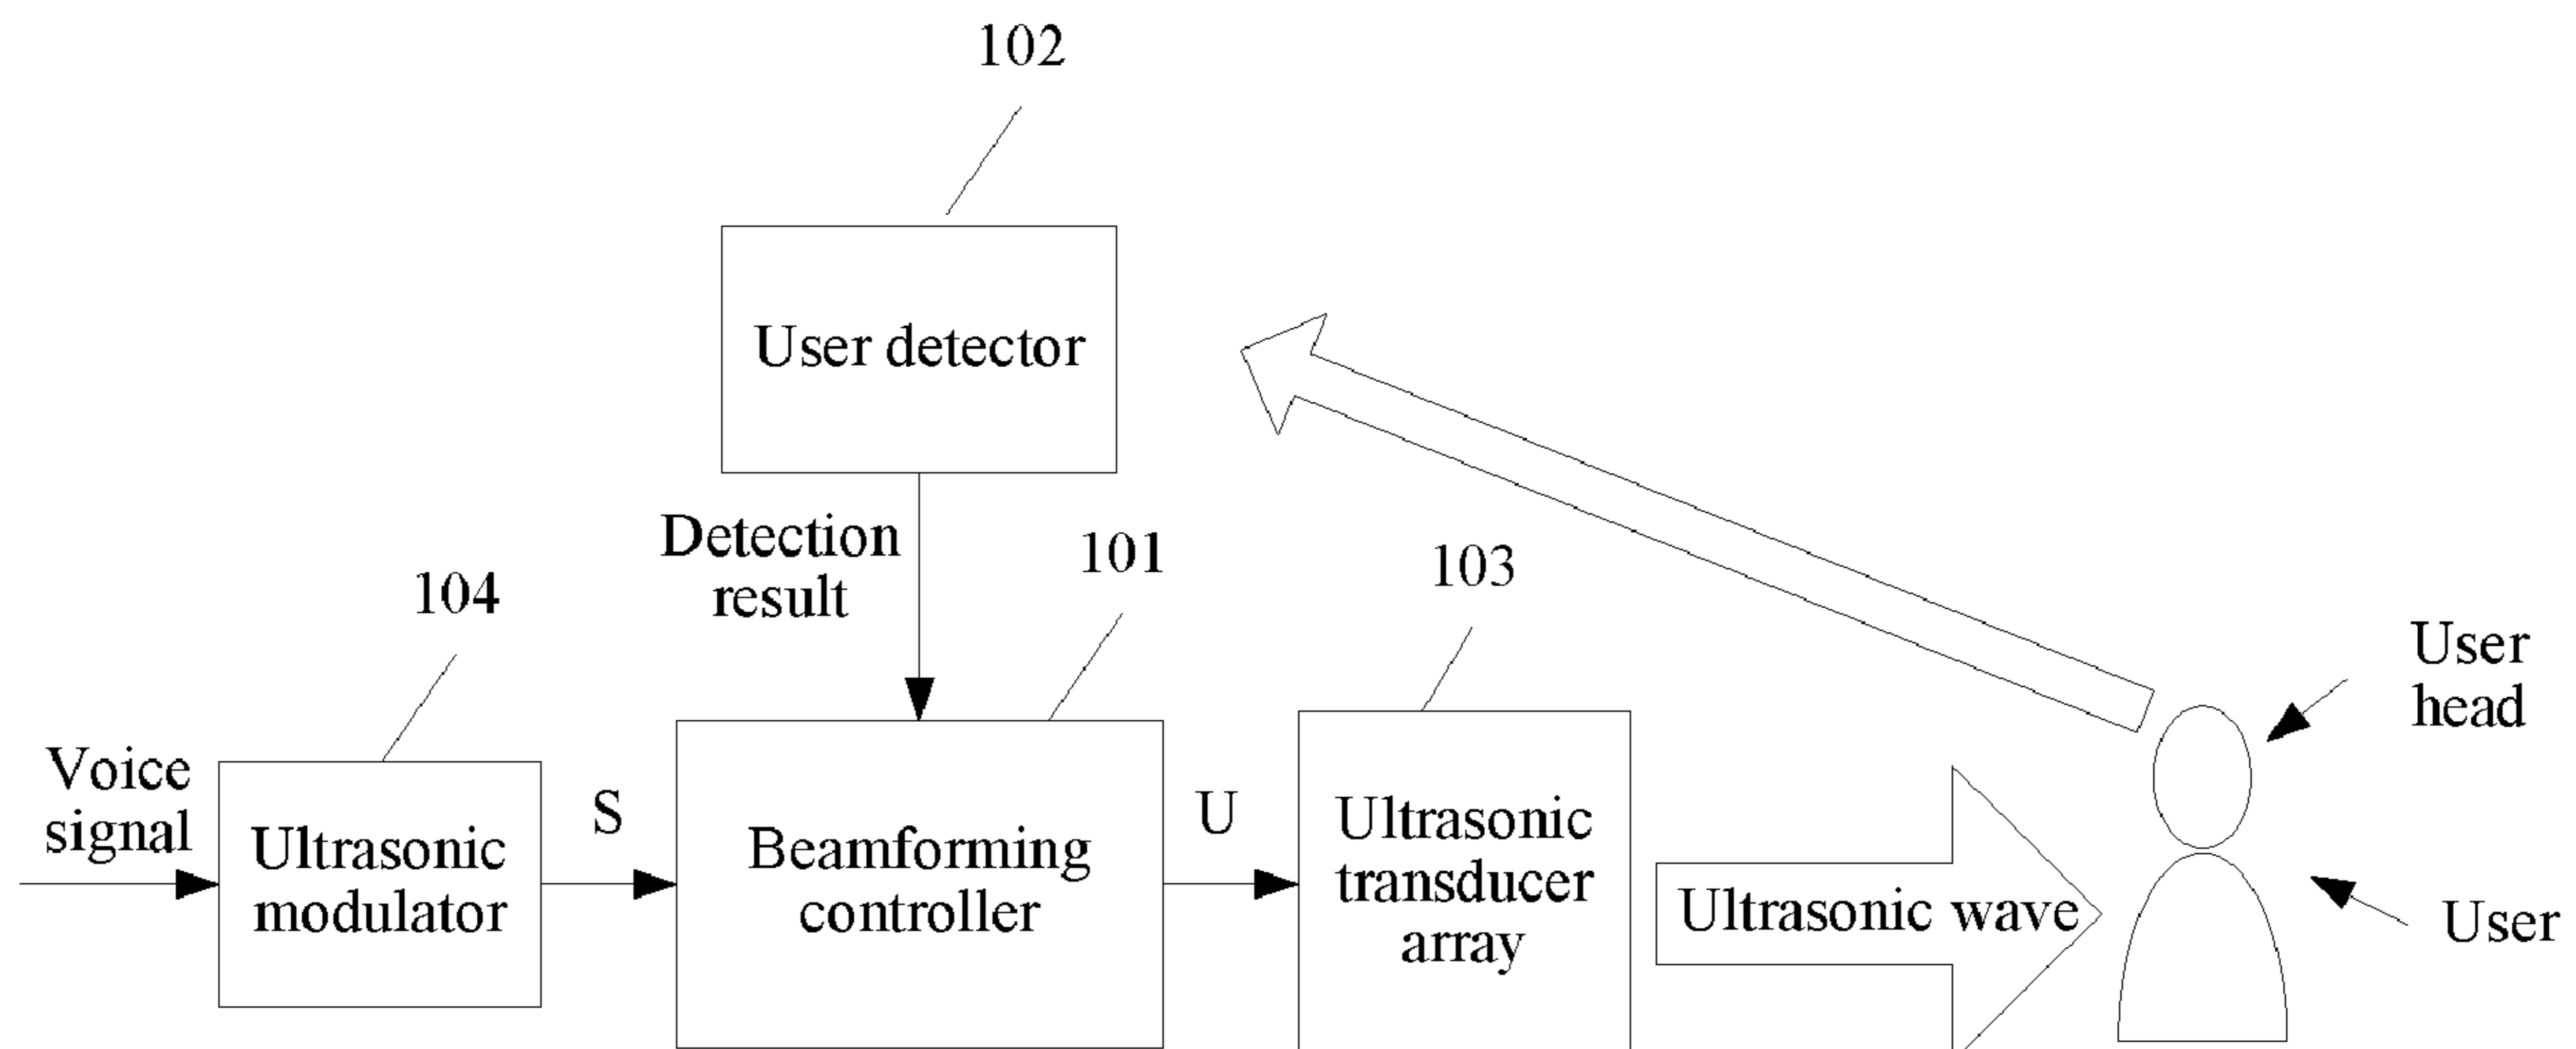 102
User detector
Detection
result
101
103
104
User
head
Voice
signal
S
U
Ultrasonic
modulator
Beamforming
controller
Ultrasonic
transducer
array
Ultrasonic wave
User